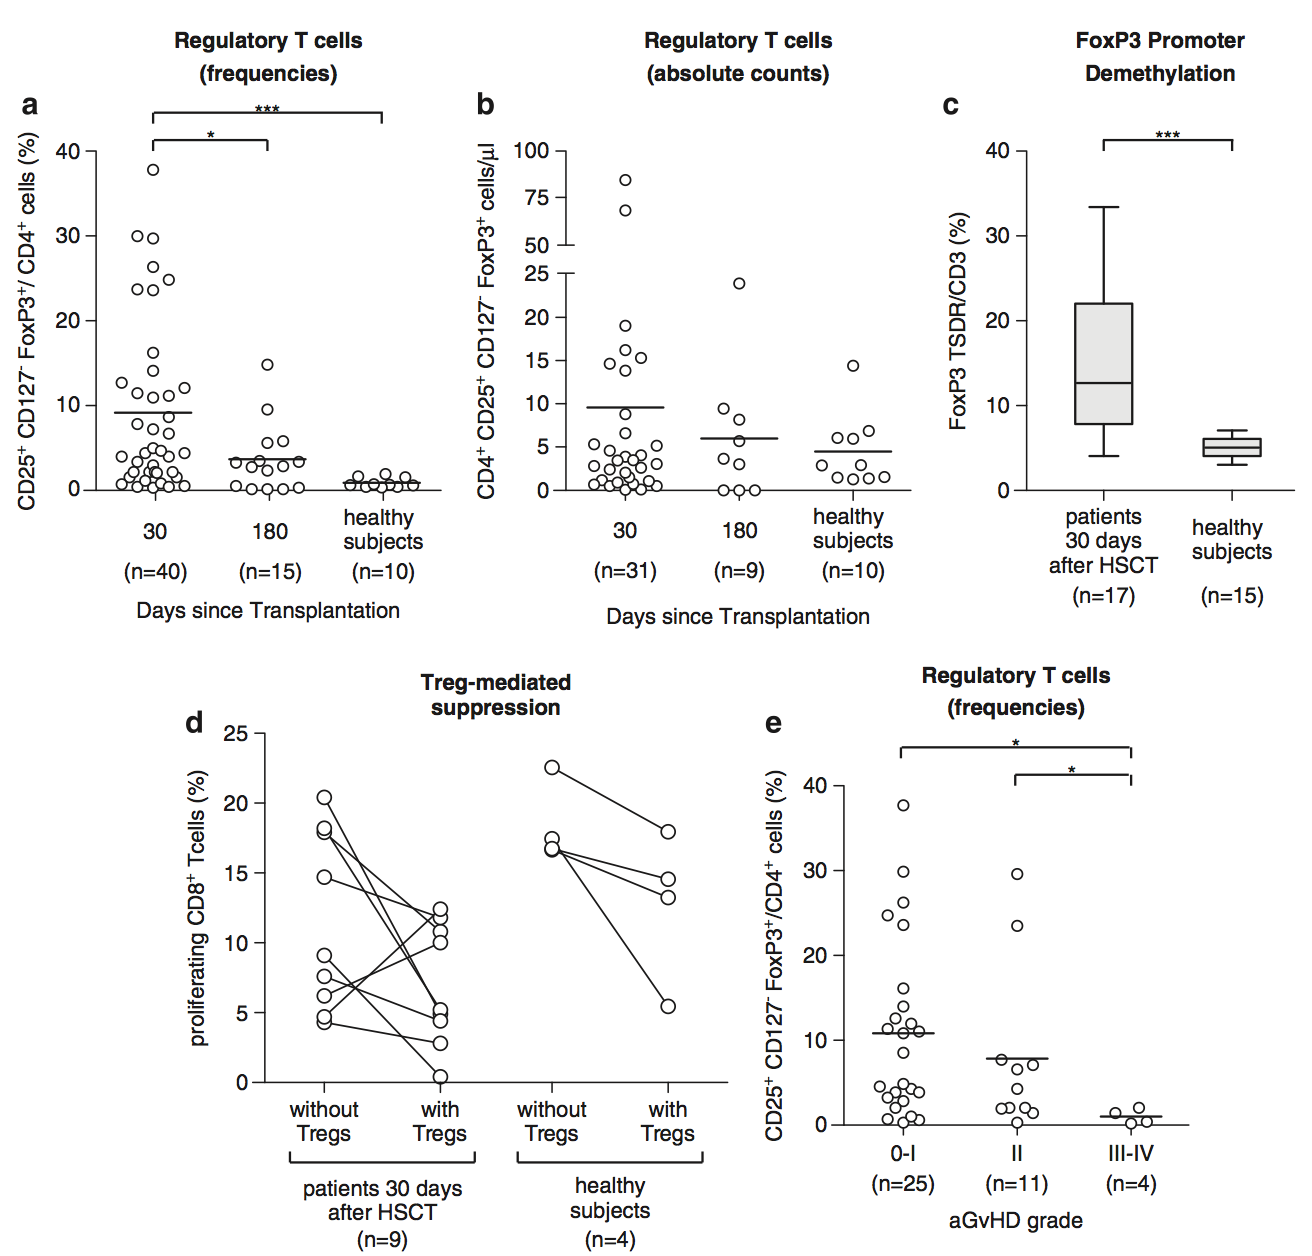 Regulatory T cells
(frequencies)
a
***
*
CD25⁺ CD127⁻ FoxP3⁺/ CD4⁺ cells (%)
40
30
20
10
0
30
180
healthy
subjects
(n=40)
(n=15)
(n=10)
Days since Transplantation
Regulatory T cells
(absolute counts)
b
CD4⁺ CD25⁺ CD127⁻ FoxP3⁺ cells/µl
100
75
50
25
20
15
10
5
0
30
180
healthy
subjects
(n=31)
(n=9)
(n=10)
Days since Transplantation
FoxP3 Promoter
Demethylation
c
***
FoxP3 TSDR/CD3 (%)
40
30
20
10
0
patients
30 days
after HSCT
(n=17)
healthy
subjects
(n=15)
Treg-mediated
suppression
d
proliferating CD8⁺ Tcells (%)
25
20
15
10
5
0
without
Tregs
with
Tregs
without
Tregs
with
Tregs
patients 30 days
after HSCT
(n=9)
healthy
subjects
(n=4)
Regulatory T cells
(frequencies)
e
*
*
CD25⁺ CD127⁻ FoxP3⁺/CD4⁺ cells (%)
40
30
20
10
0
0-I
II
III-IV
(n=25)
(n=11)
(n=4)
aGvHD grade